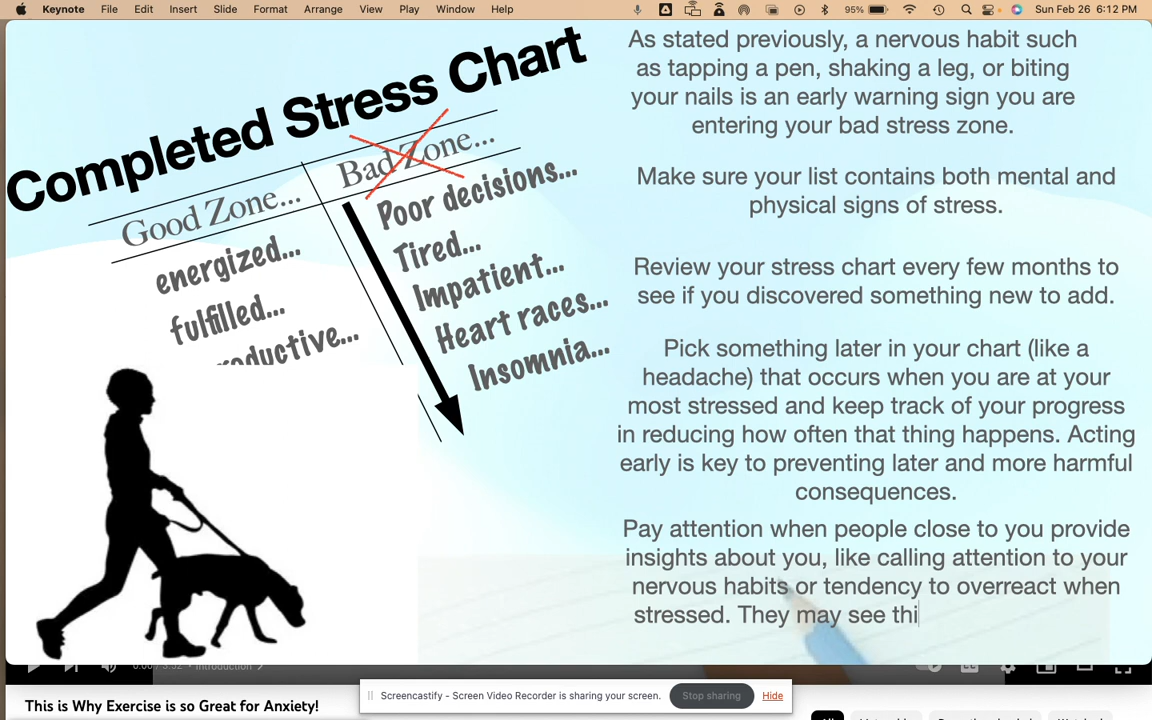 Keynote File Edit Insert Slide Format Arrange View Play Window Help 95% Sun Feb 26 6:12 PM
Completed Stress Chart
Good Zone... Bad Zone...
energized...
fulfilled...
roductive...
Poor decisions...
Tired...
Impatient...
Heart races...
Insomnia...
As stated previously, a nervous habit such
as tapping a pen, shaking a leg, or biting
your nails is an early warning sign you are
entering your bad stress zone.
Make sure your list contains both mental and
physical signs of stress.
Review your stress chart every few months to
see if you discovered something new to add.
Pick something later in your chart (like a
headache) that occurs when you are at your
most stressed and keep track of your progress
in reducing how often that thing happens. Acting
early is key to preventing later and more harmful
consequences.
Pay attention when people close to you provide
insights about you, like calling attention to your
nervous habits or tendency to overreact when
stressed. They may see thi
Introduction
Screencastify - Screen Video Recorder is sharing your screen. Stop sharing Hide
This is Why Exercise is so Great for Anxiety!